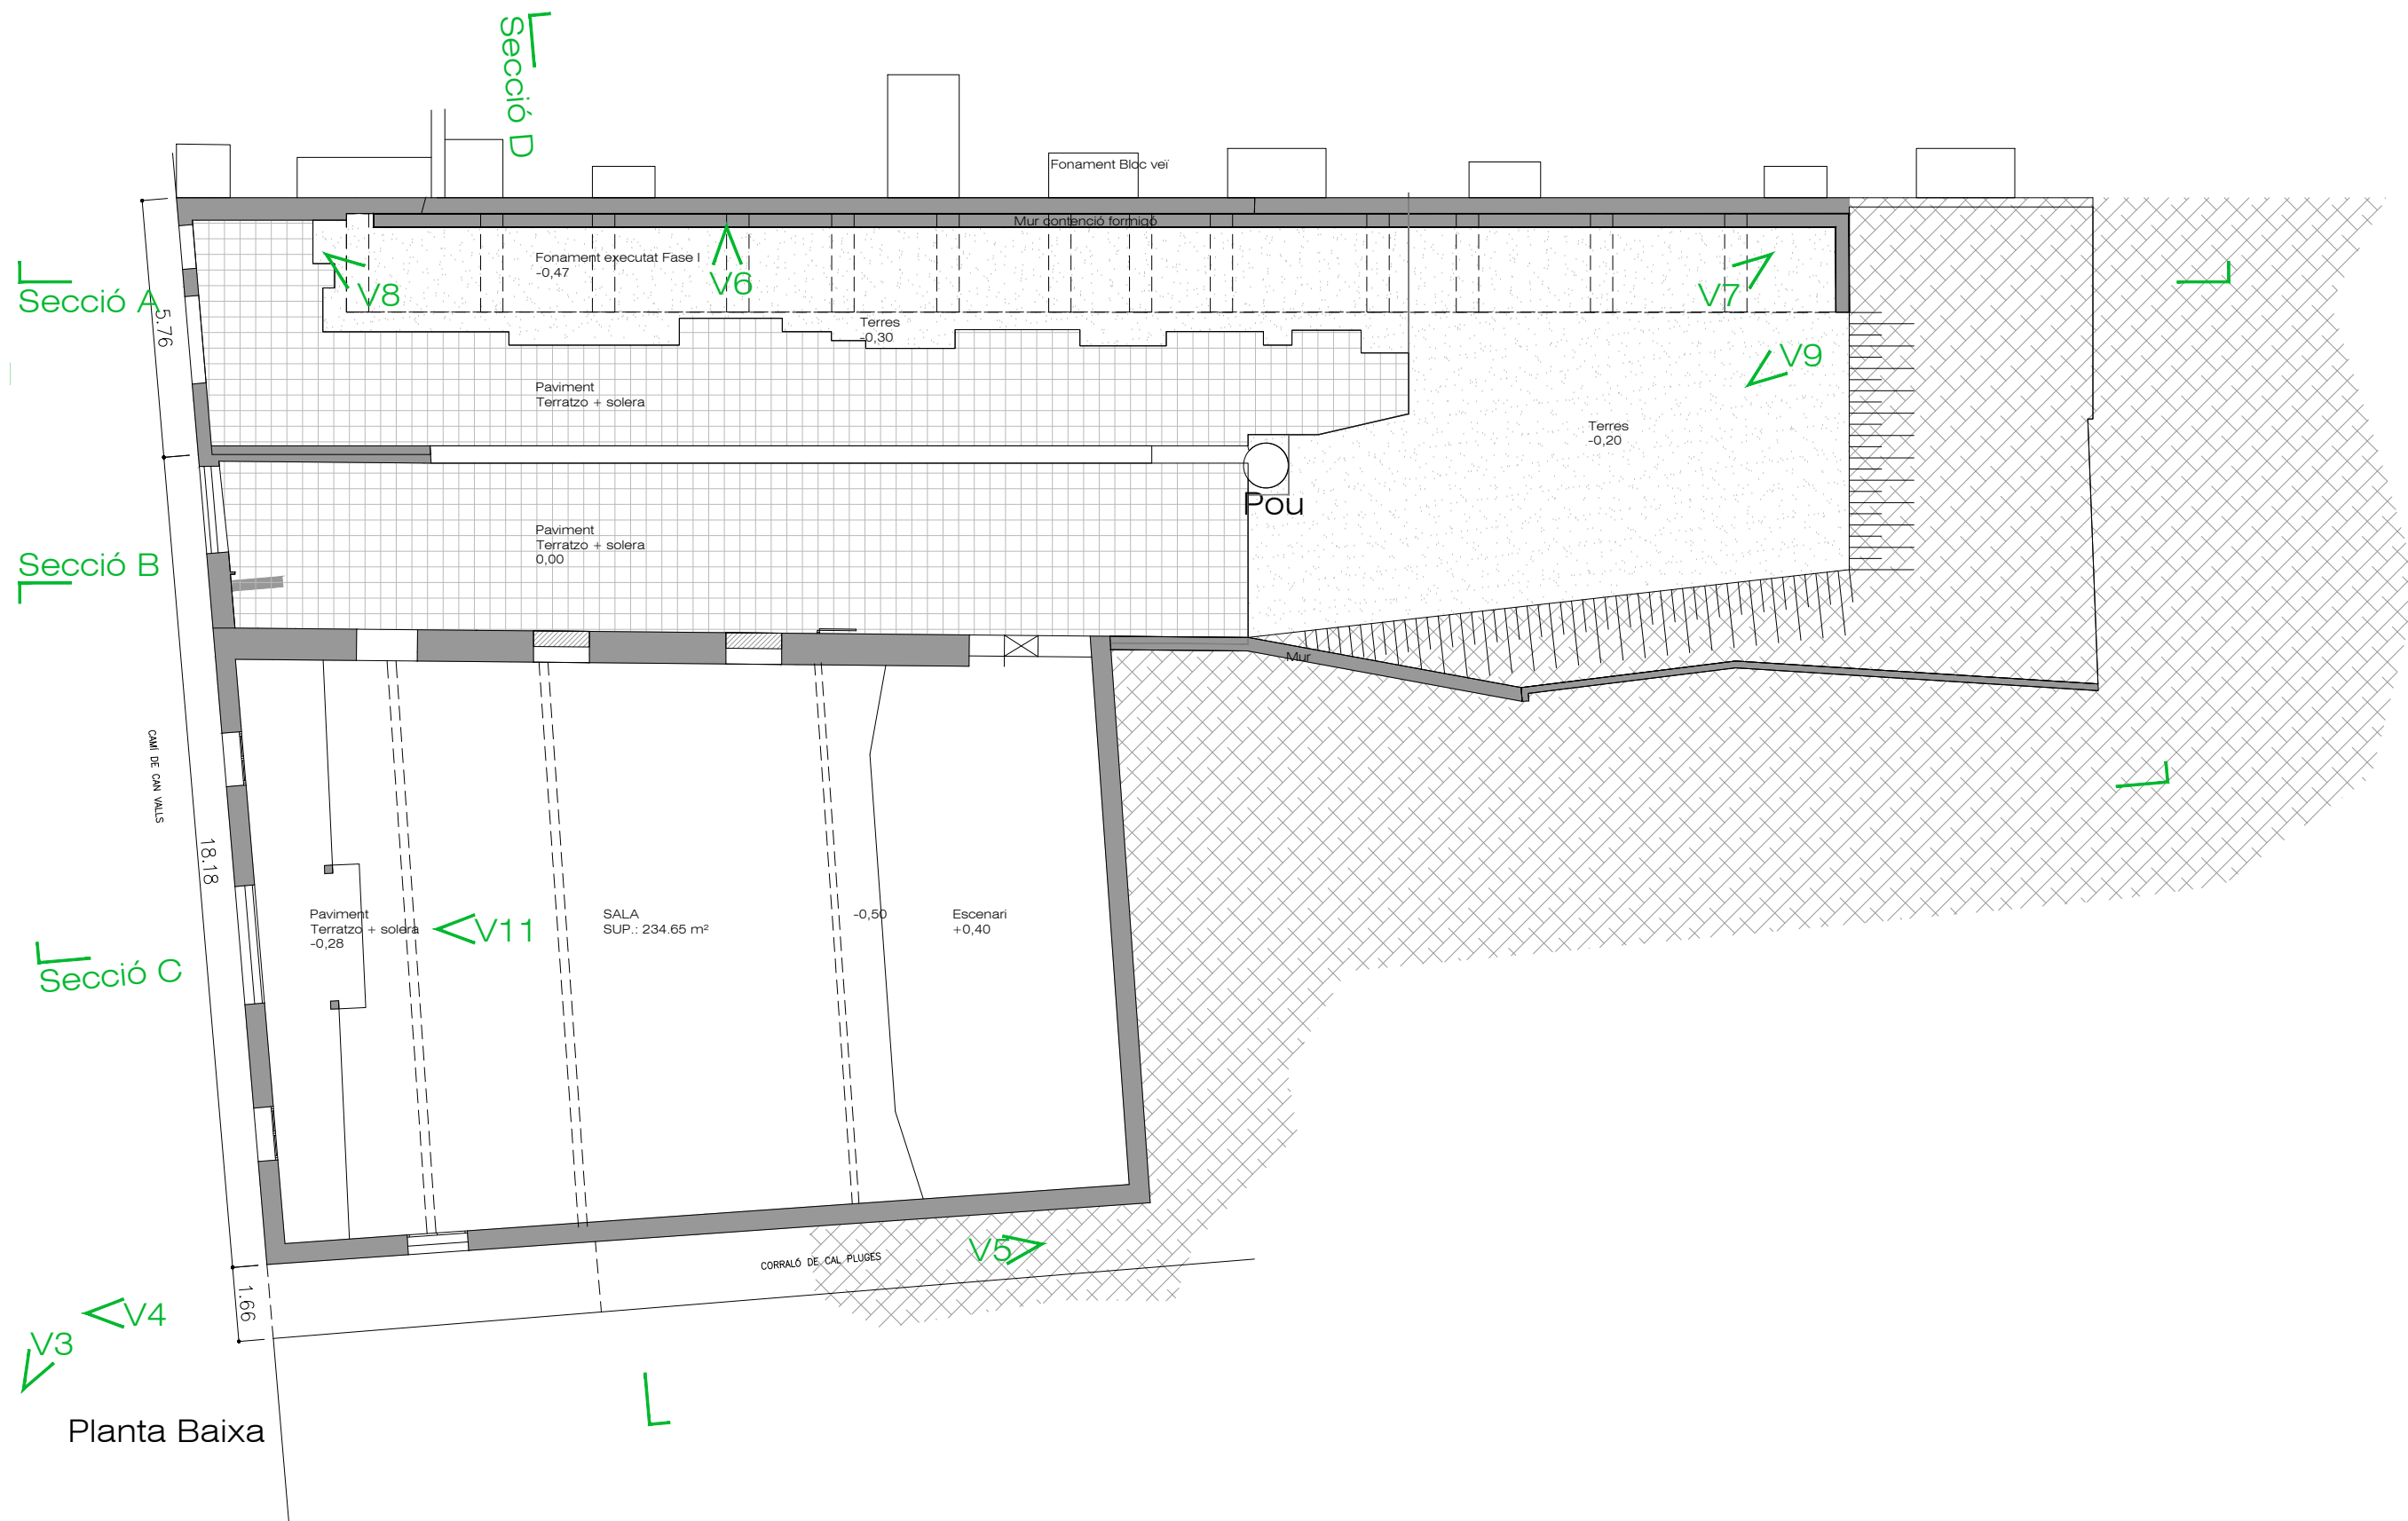 Secció D
Fonament Bloc veï
Mur contenció formigó
Fonament executat Fase I
-0,47
V6
V8
V7
Secció A
5.76
Terres
-0,30
V9
Paviment
Terratzo + solera
Terres
-0,20
Pou
Paviment
Terratzo + solera
0,00
Secció B
Mur
CAMÍ DE CAN VALLS
18.18
Paviment
Terratzo + solera
-0,28
V11
SALA
SUP.: 234.65 m²
-0,50
Escenari
+0,40
Secció C
V5
CORRALÓ DE CAL PLUGES
1.66
V4
V3
Planta Baixa